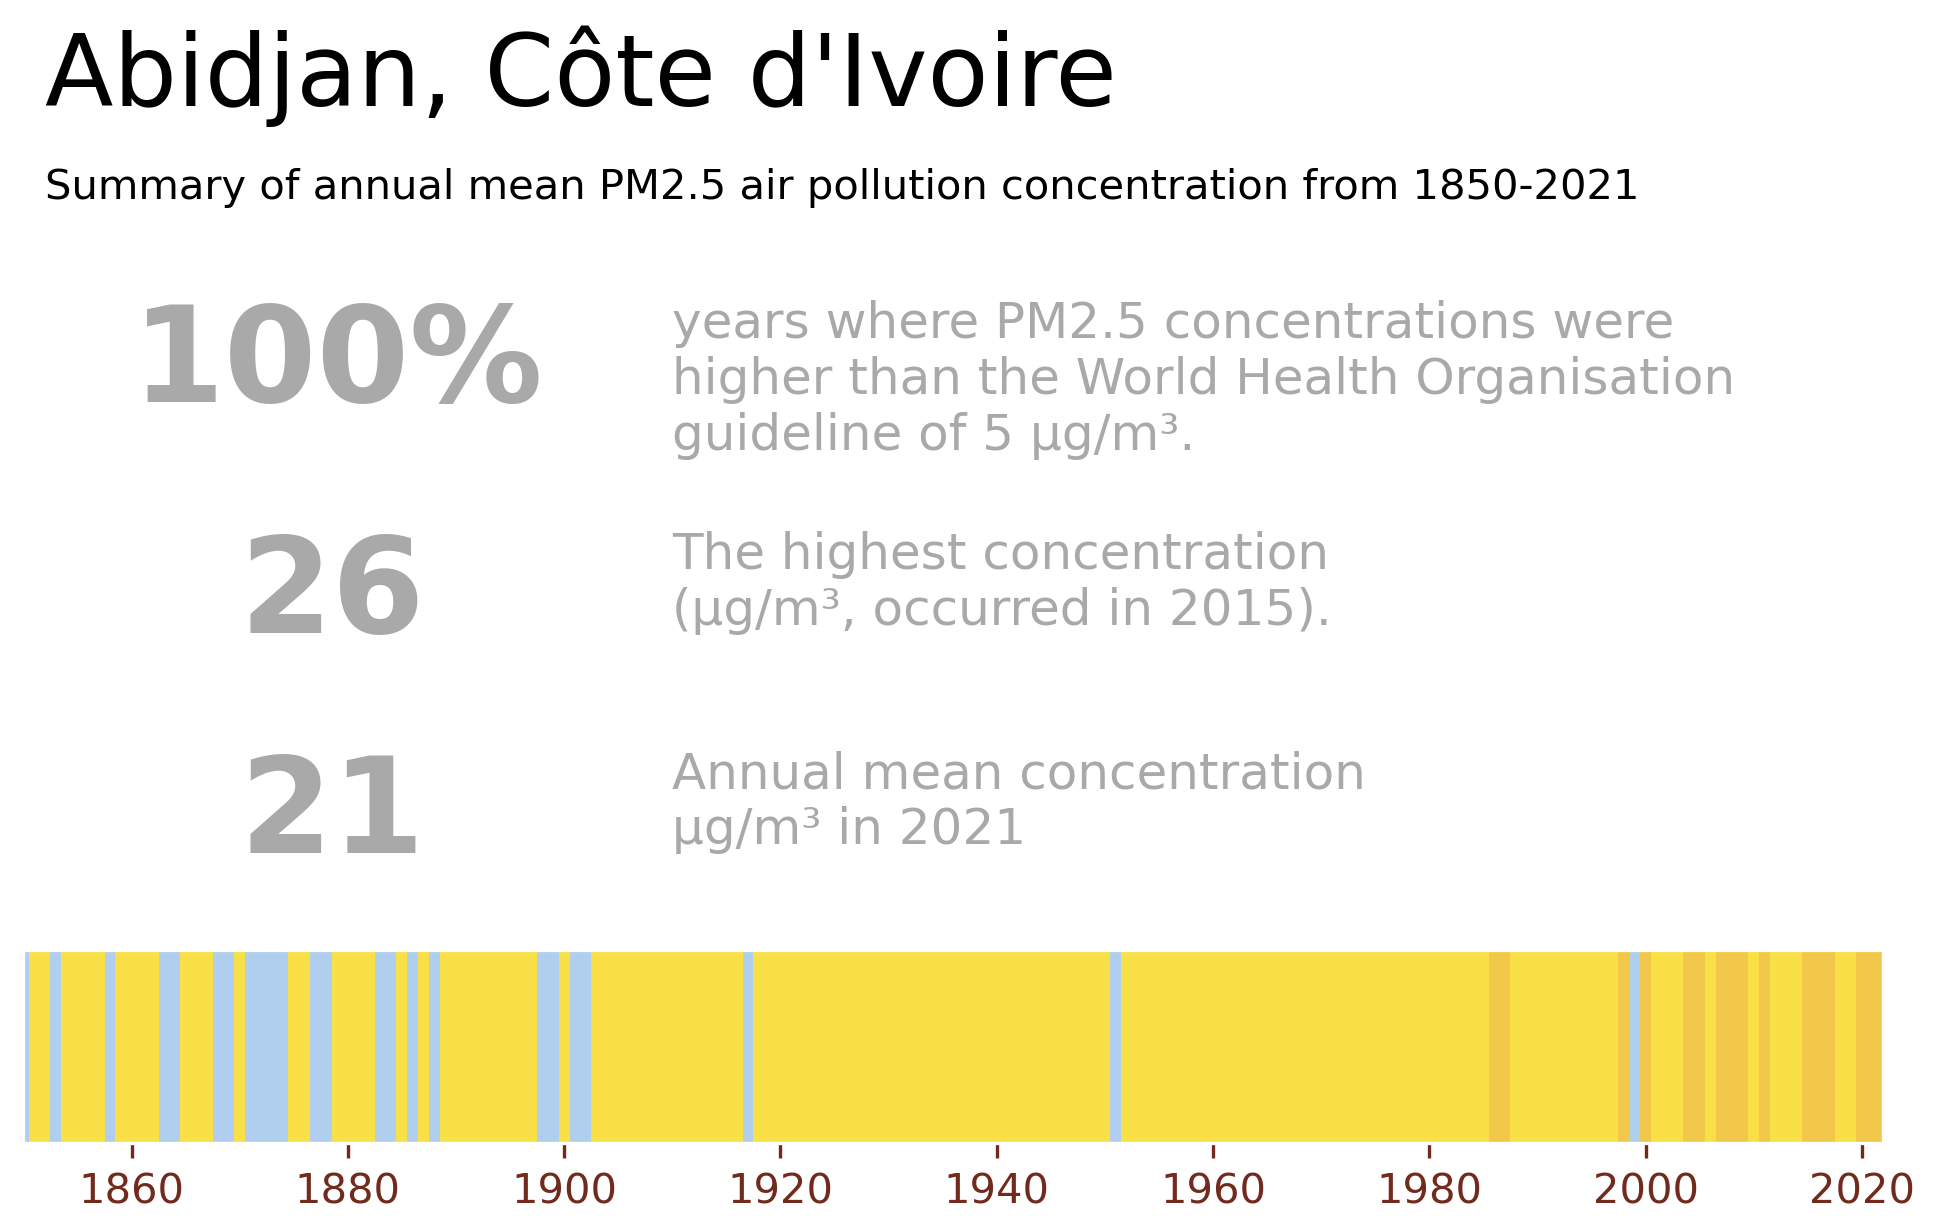 Abidjan, Côte d'Ivoire
Summary of annual mean PM2.5 air pollution concentration from 1850-2021
100%
years where PM2.5 concentrations were
higher than the World Health Organisation
guideline of 5 µg/m³.
26
The highest concentration
(µg/m³, occurred in 2015).
21
Annual mean concentration
µg/m³ in 2021
1860 1880 1900 1920 1940 1960 1980 2000 2020